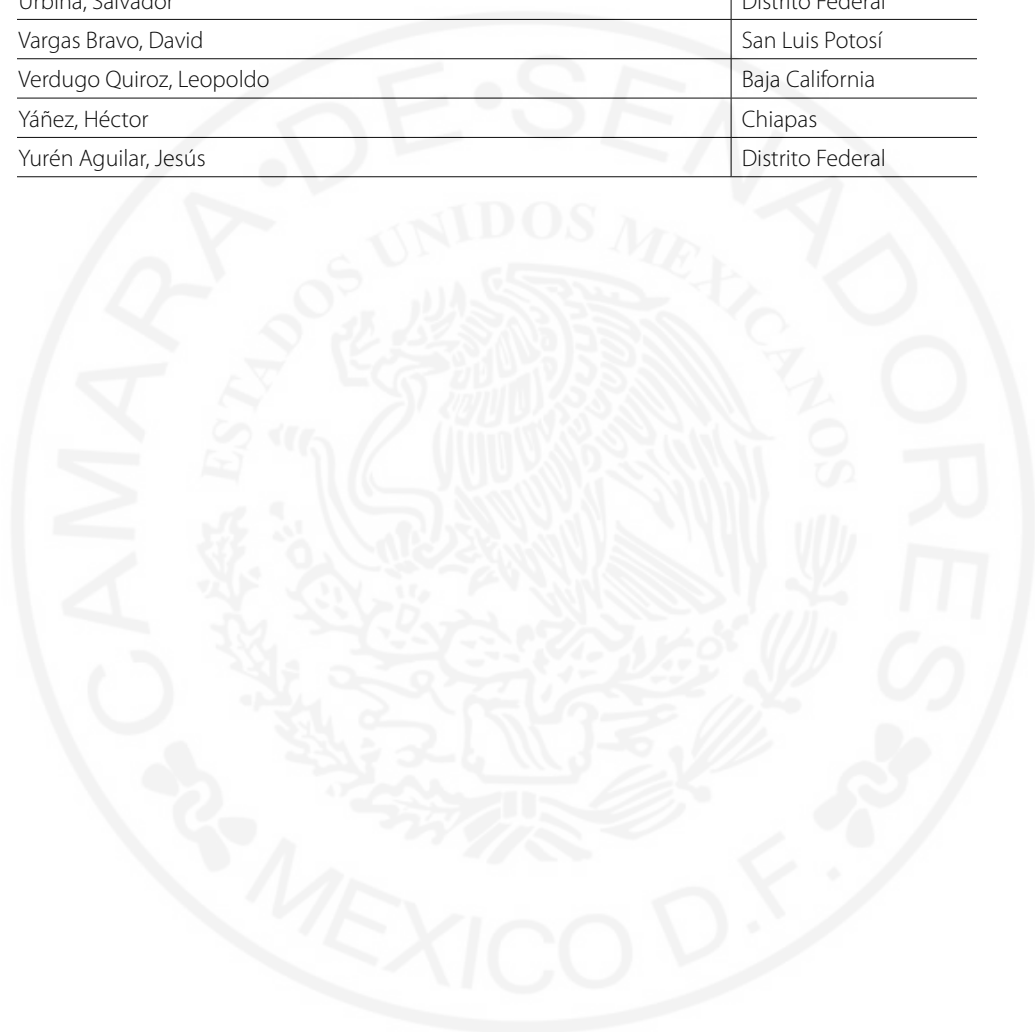 Urbina, Salvador Distrito Federal
Vargas Bravo, David San Luis Potosí
Verdugo Quiroz, Leopoldo Baja California
Yáñez, Héctor Chiapas
Yurén Aguilar, Jesús Distrito Federal
CAMARA•DE•SENADORES
ESTADOS UNIDOS MEXICANOS
MEXICO D.F.